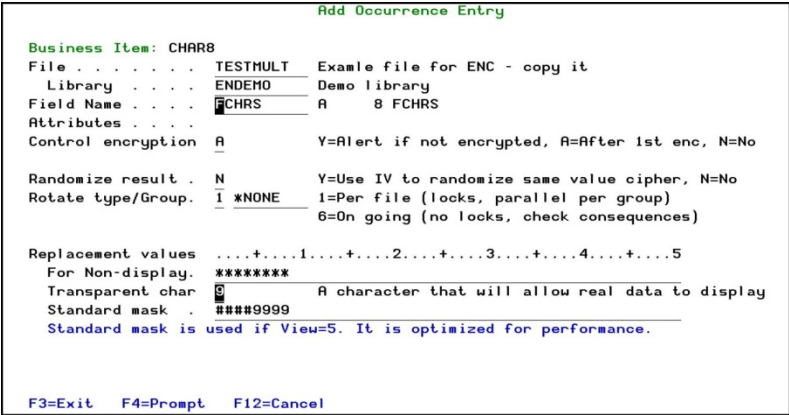 Add Occurrence Entry
Business Item: CHAR8
File . . . . . . . TESTMULT Examle file for ENC - copy it
Library . . . . ENDEMO Demo library
Field Name . . . . FCHRS A 8 FCHRS
Attributes . . . .
Control encryption A Y=Alert if not encrypted, A=After 1st enc, N=No
Randomize result . N Y=Use IV to randomize same value cipher, N=No
Rotate type/Group. 1 *NONE 1=Per file (locks, parallel per group)
6=On going (no locks, check consequences)
Replacement values ....+....1....+....2....+....3....+....4....+....5
For Non-display. ********
Transparent char 9 A character that will allow real data to display
Standard mask . ####9999
Standard mask is used if View=5. It is optimized for performance.
F3=Exit F4=Prompt F12=Cancel